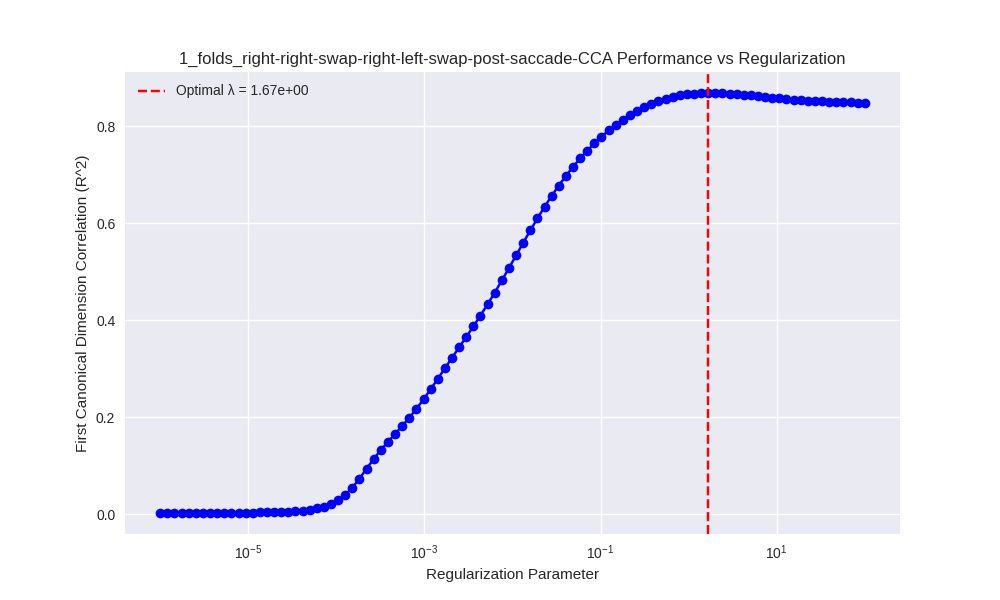 1_folds_right-right-swap-right-left-swap-post-saccade-CCA Performance vs Regularization
Optimal λ = 1.67e+00
First Canonical Dimension Correlation (R^2)
0.8
0.6
0.4
0.2
0.0
10⁻⁵ 10⁻³ 10⁻¹ 10¹
Regularization Parameter